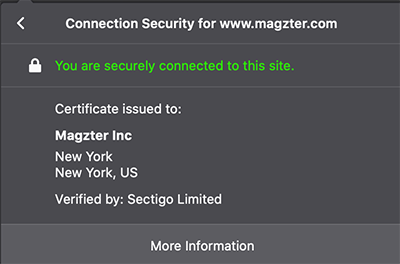 Connection Security for www.magzter.com
You are securely connected to this site.
Certificate issued to:
Magzter Inc
New York
New York, US
Verified by: Sectigo Limited
More Information